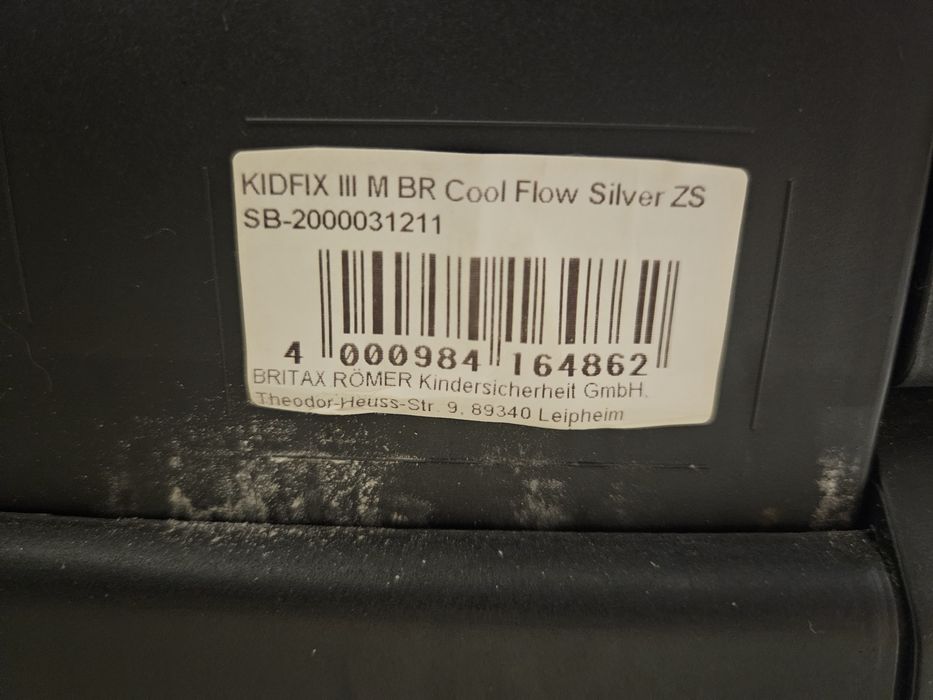 KIDFIX III M BR Cool Flow Silver ZS
SB-2000031211
4 000984 164862
BRITAX RÖMER Kindersicherheit GmbH,
Theodor-Heuss-Str. 9, 89340 Leipheim